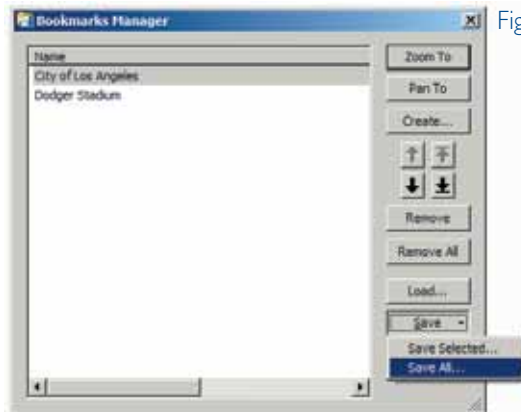 Bookmarks Manager
Fig
Name
City of Los Angeles
Dodger Stadium
Zoom To
Pan To
Create...
Remove
Remove All
Load...
Save
Save Selected...
Save All...